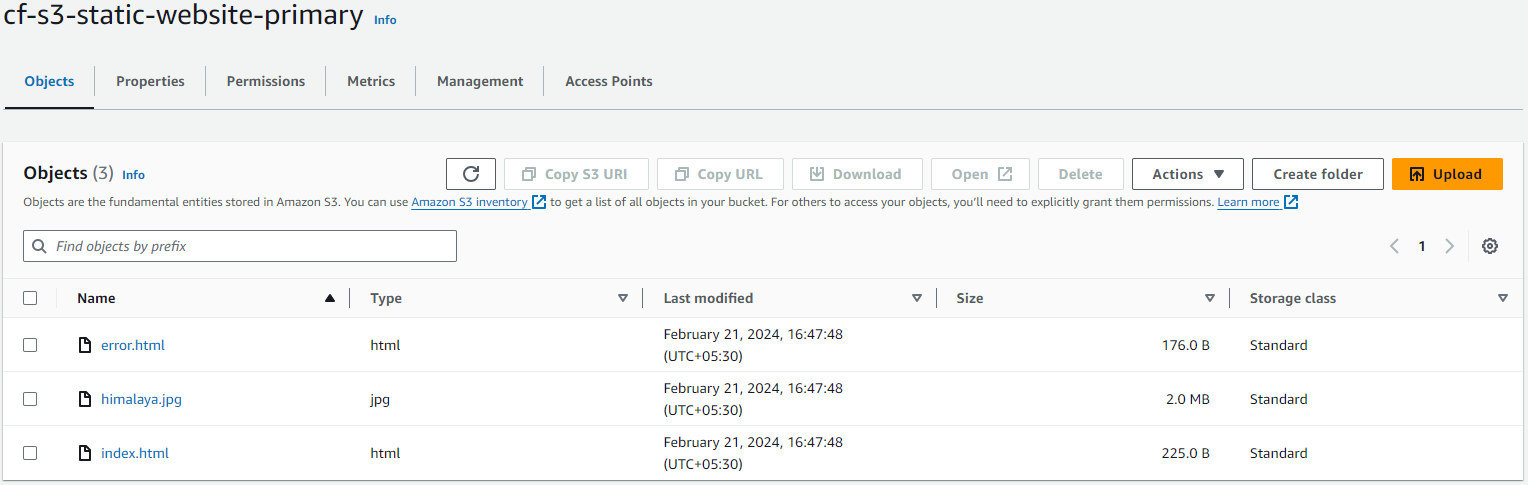 cf-s3-static-website-primary Info
Objects Properties Permissions Metrics Management Access Points
Objects (3) Info Copy S3 URI Copy URL Download Open Delete Actions Create folder Upload
Objects are the fundamental entities stored in Amazon S3. You can use Amazon S3 inventory to get a list of all objects in your bucket. For others to access your objects, you'll need to explicitly grant them permissions. Learn more
Find objects by prefix 1
Name Type Last modified Size Storage class
error.html html February 21, 2024, 16:47:48 (UTC+05:30) 176.0 B Standard
himalaya.jpg jpg February 21, 2024, 16:47:48 (UTC+05:30) 2.0 MB Standard
index.html html February 21, 2024, 16:47:48 (UTC+05:30) 225.0 B Standard